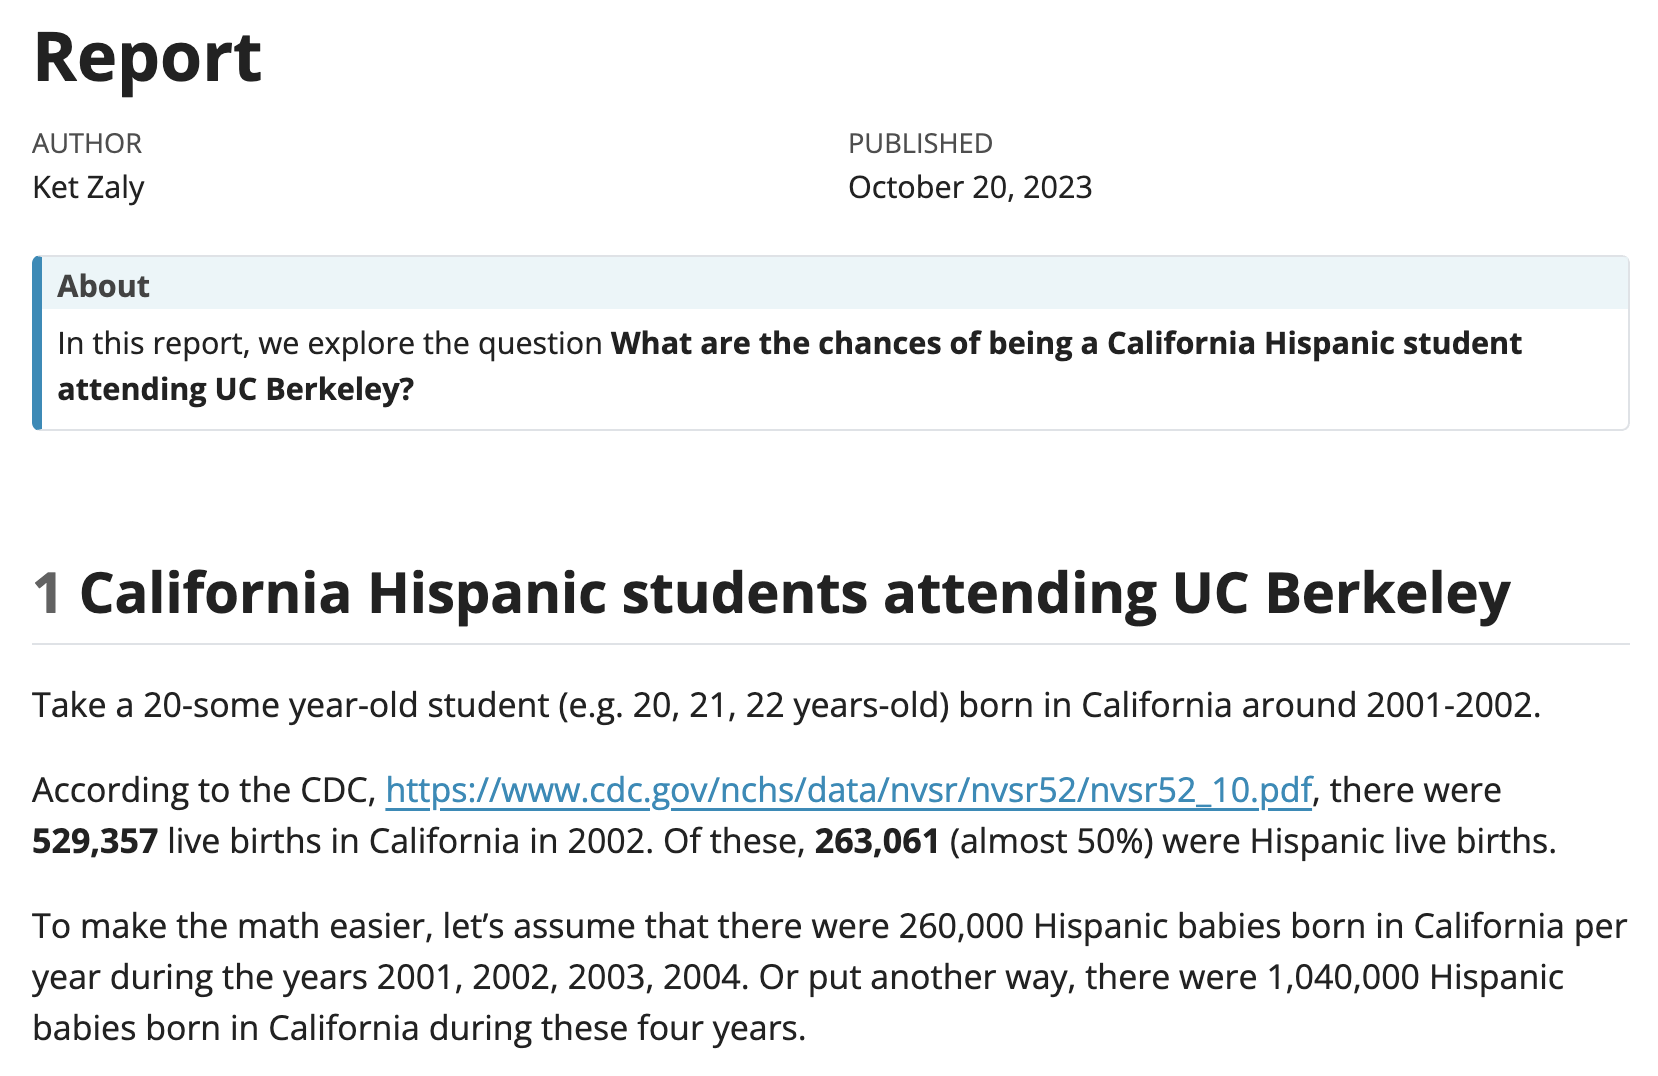 Report
AUTHOR
Ket Zaly
PUBLISHED
October 20, 2023
About
In this report, we explore the question What are the chances of being a California Hispanic student
attending UC Berkeley?
1 California Hispanic students attending UC Berkeley
Take a 20-some year-old student (e.g. 20, 21, 22 years-old) born in California around 2001-2002.
According to the CDC, https://www.cdc.gov/nchs/data/nvsr/nvsr52/nvsr52_10.pdf, there were
529,357 live births in California in 2002. Of these, 263,061 (almost 50%) were Hispanic live births.
To make the math easier, let’s assume that there were 260,000 Hispanic babies born in California per
year during the years 2001, 2002, 2003, 2004. Or put another way, there were 1,040,000 Hispanic
babies born in California during these four years.